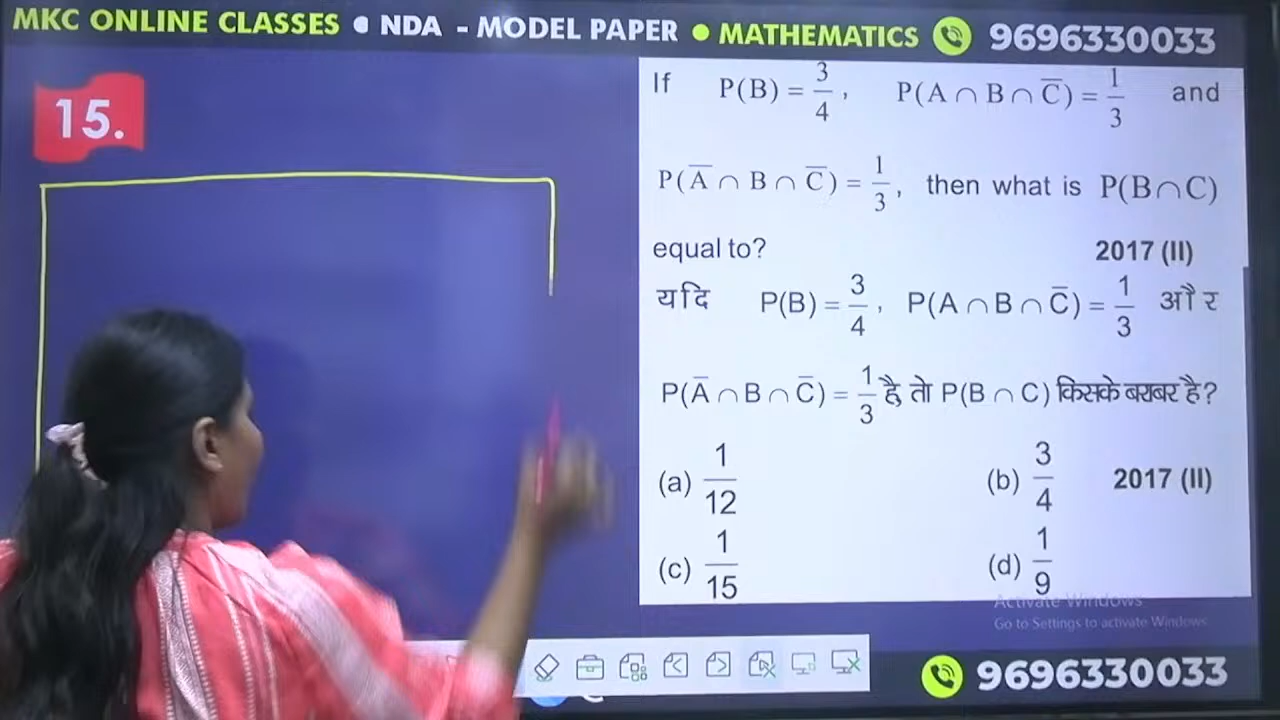 MKC ONLINE CLASSES • NDA - MODEL PAPER • MATHEMATICS 9696330033
15.
If P(B) = 3/4, P(A ∩ B ∩ C̅) = 1/3 and
P(A̅ ∩ B ∩ C̅) = 1/3, then what is P(B ∩ C)
equal to? 2017 (II)
यदि P(B) = 3/4, P(A ∩ B ∩ C̅) = 1/3 और
P(A̅ ∩ B ∩ C̅) = 1/3 है, तो P(B ∩ C) किसके बराबर है?
(a) 1/12 (b) 3/4 2017 (II)
(c) 1/15 (d) 1/9
Activate Windows
Go to Settings to activate Windows.
9696330033